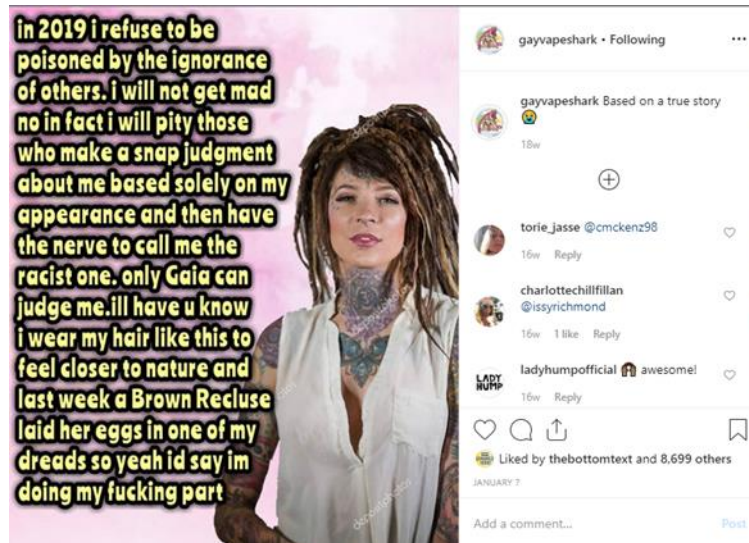 in 2019 i refuse to be
poisoned by the ignorance
of others. i will not get mad
no in fact i will pity those
who make a snap judgment
about me based solely on my
appearance and then have
the nerve to call me the
racist one. only Gaia can
judge me.ill have u know
i wear my hair like this to
feel closer to nature and
last week a Brown Recluse
laid her eggs in one of my
dreads so yeah id say im
doing my fucking part
depositphotos
depositphotos
depositphotos
gayvapeshark • Following
gayvapeshark Based on a true story
😭
18w
torie_jasse @cmckenz98
16w Reply
charlottechillfillan
@issyrichmond
16w 1 like Reply
LADY
HUMP
ladyhumpofficial 🙈 awesome!
16w Reply
Liked by thebottomtext and 8,699 others
JANUARY 7
Add a comment...
Post